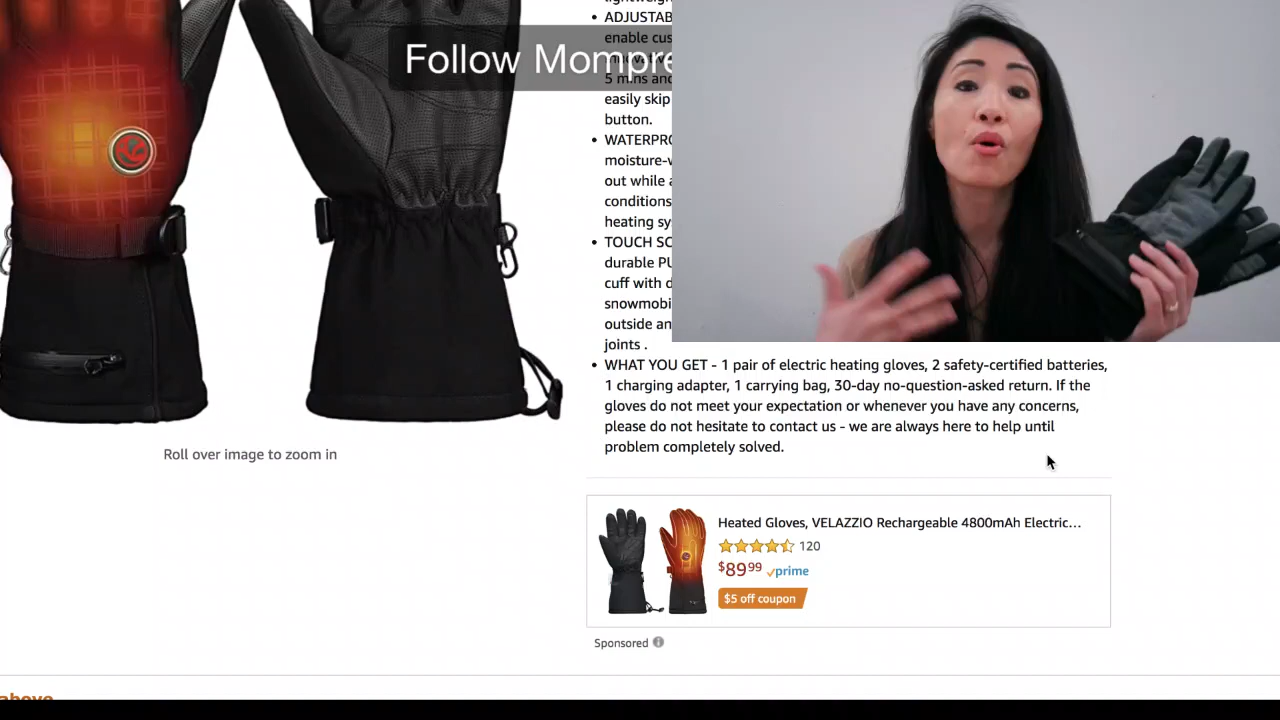 lightweigh
• ADJUSTAB
enable cus
5 mins and
easily skip
button.
• WATERPRO
moisture-w
out while a
conditions
heating sy
• TOUCH SC
durable PU
cuff with d
snowmobi
outside an
joints .
Follow Mompre
• WHAT YOU GET - 1 pair of electric heating gloves, 2 safety-certified batteries,
1 charging adapter, 1 carrying bag, 30-day no-question-asked return. If the
gloves do not meet your expectation or whenever you have any concerns,
please do not hesitate to contact us - we are always here to help until
problem completely solved.
Roll over image to zoom in
Heated Gloves, VELAZZIO Rechargeable 4800mAh Electric...
120
$89 99 prime
$5 off coupon
Sponsored
above